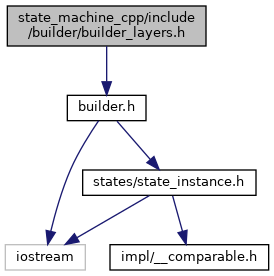 state_machine_cpp/include
/builder/builder_layers.h
builder.h
states/state_instance.h
iostream
impl/__comparable.h